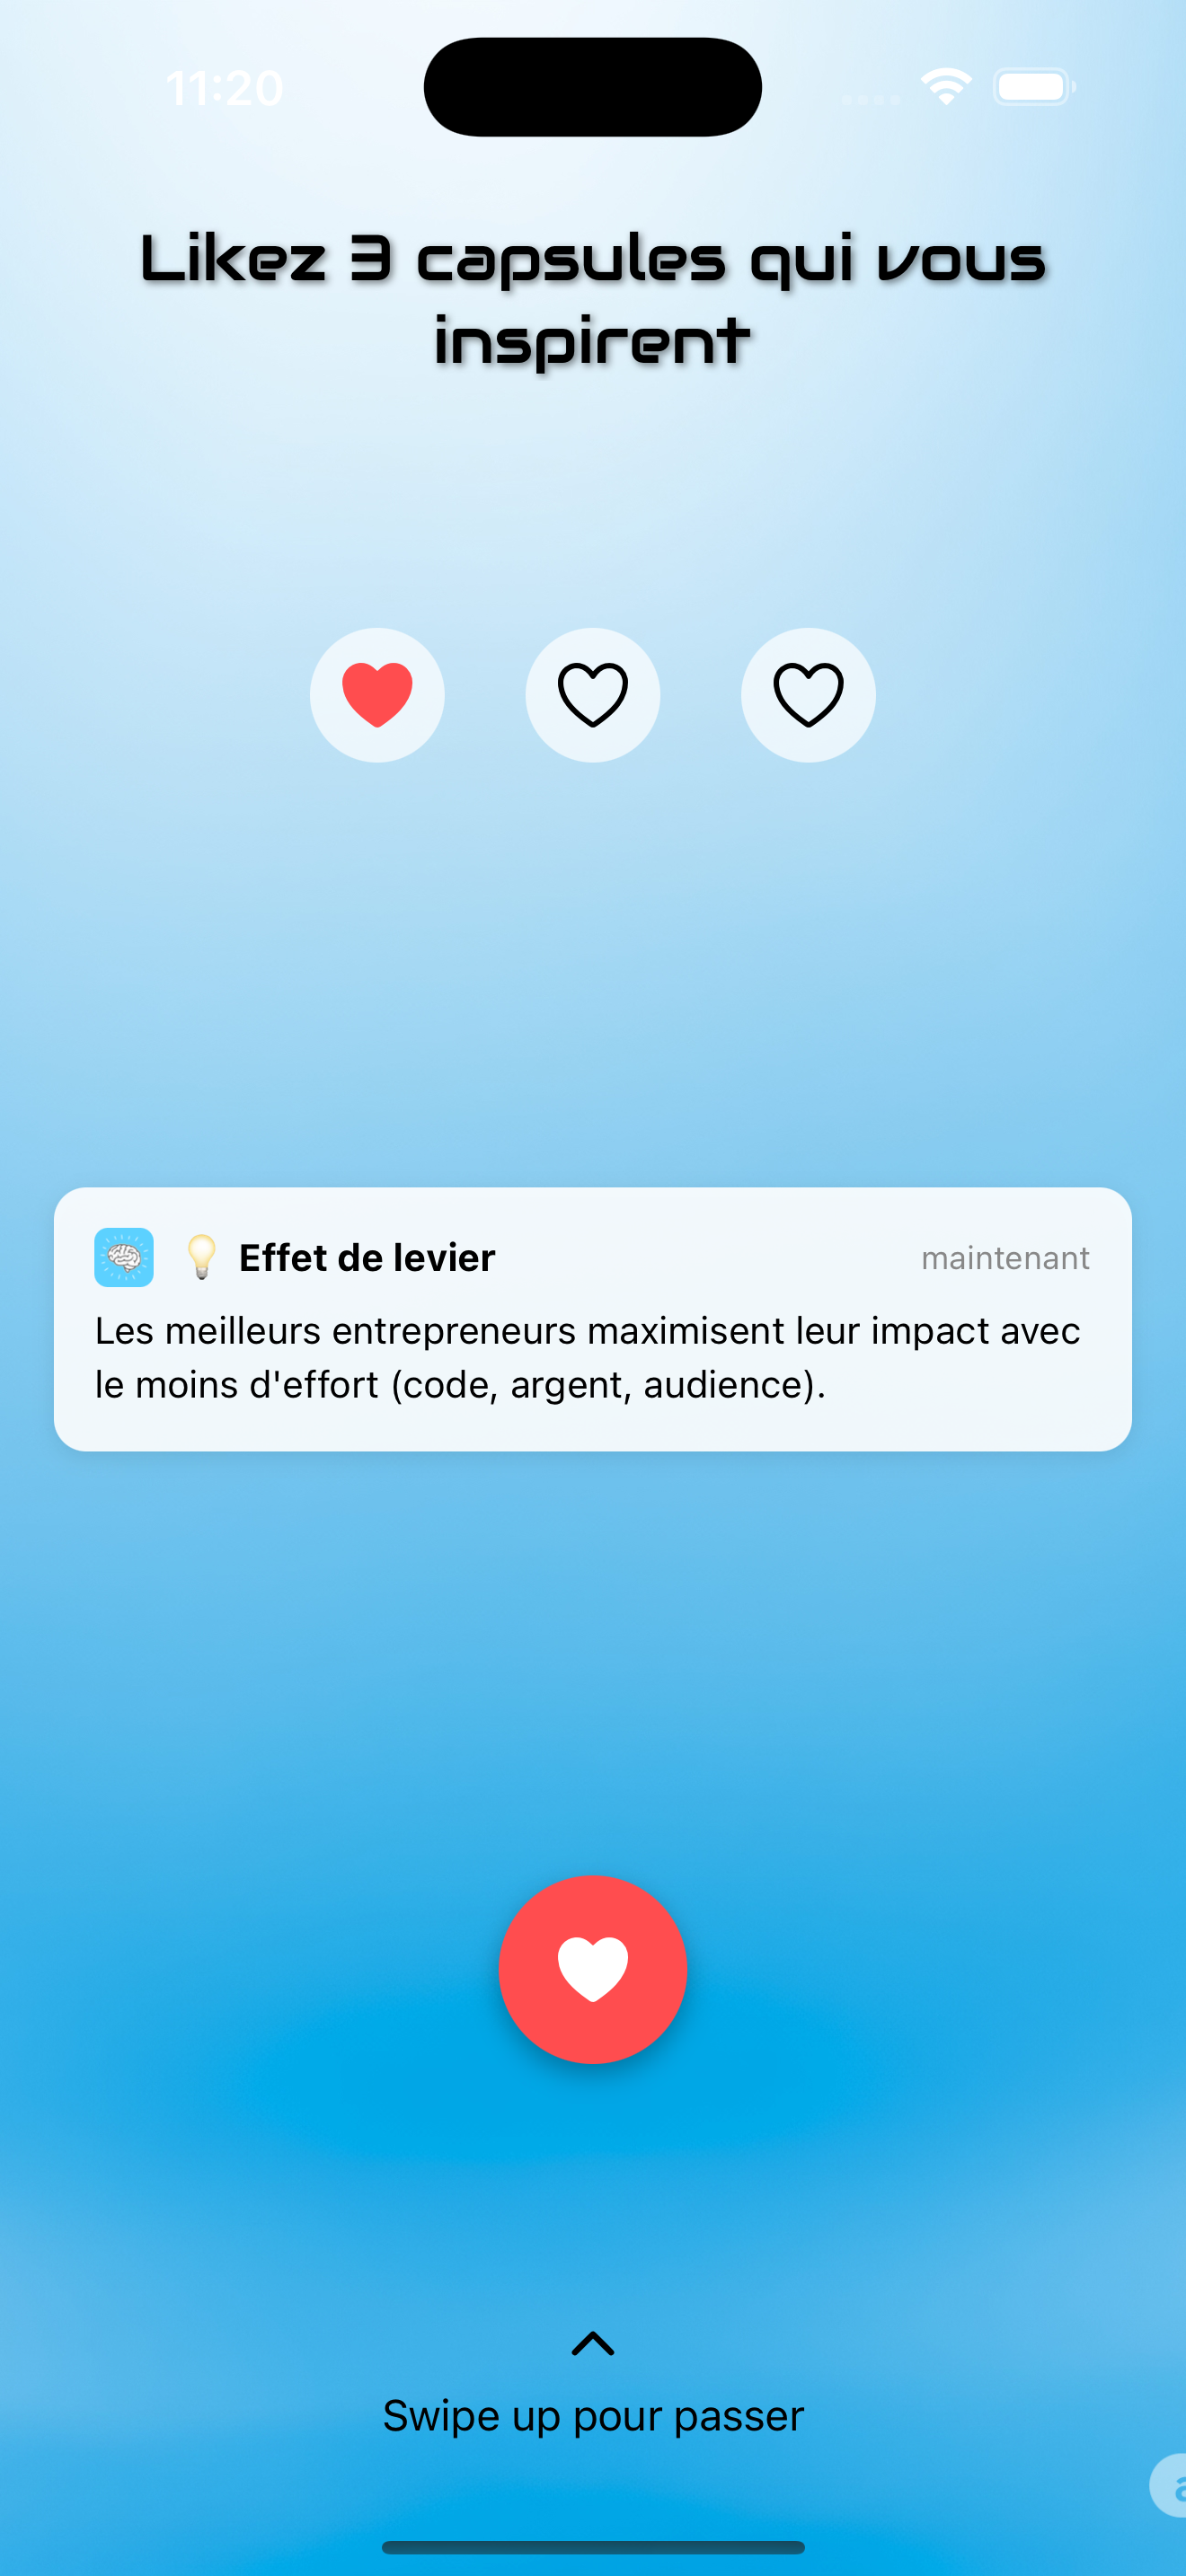 11:20
Likez 3 capsules qui vous
inspirent
Effet de levier
maintenant
Les meilleurs entrepreneurs maximisent leur impact avec
le moins d'effort (code, argent, audience).
Swipe up pour passer
a